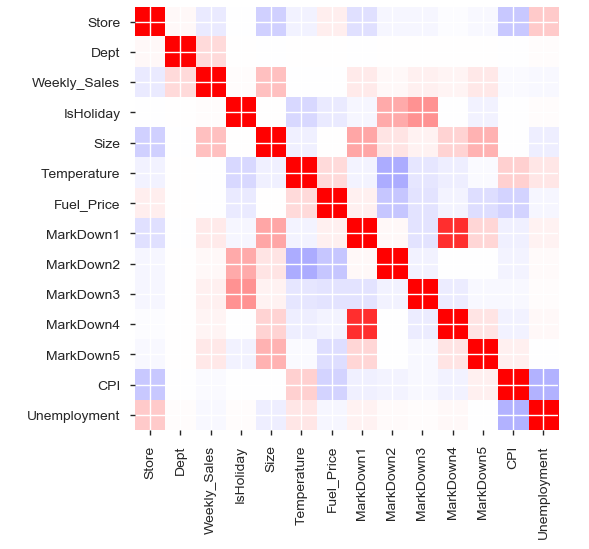 Store
Dept
Weekly_Sales
IsHoliday
Size
Temperature
Fuel_Price
MarkDown1
MarkDown2
MarkDown3
MarkDown4
MarkDown5
CPI
Unemployment
Store
Dept
Weekly_Sales
IsHoliday
Size
Temperature
Fuel_Price
MarkDown1
MarkDown2
MarkDown3
MarkDown4
MarkDown5
CPI
Unemployment